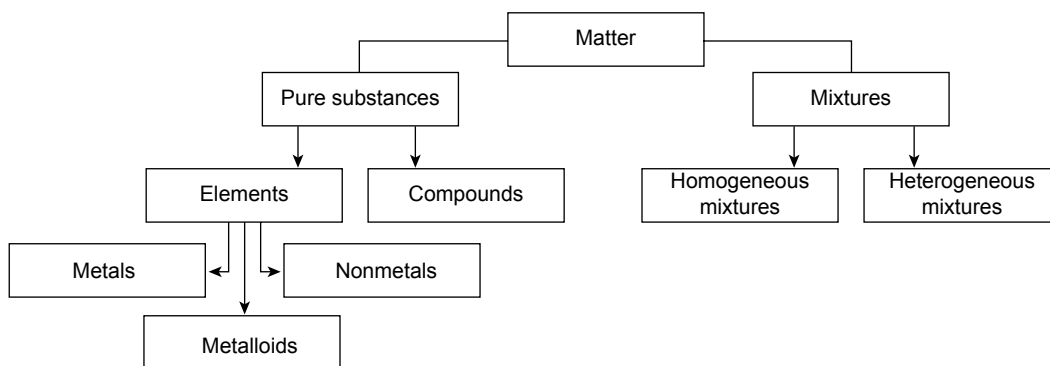 Matter
Pure substances
Mixtures
Elements
Compounds
Homogeneous
mixtures
Heterogeneous
mixtures
Metals
Nonmetals
Metalloids